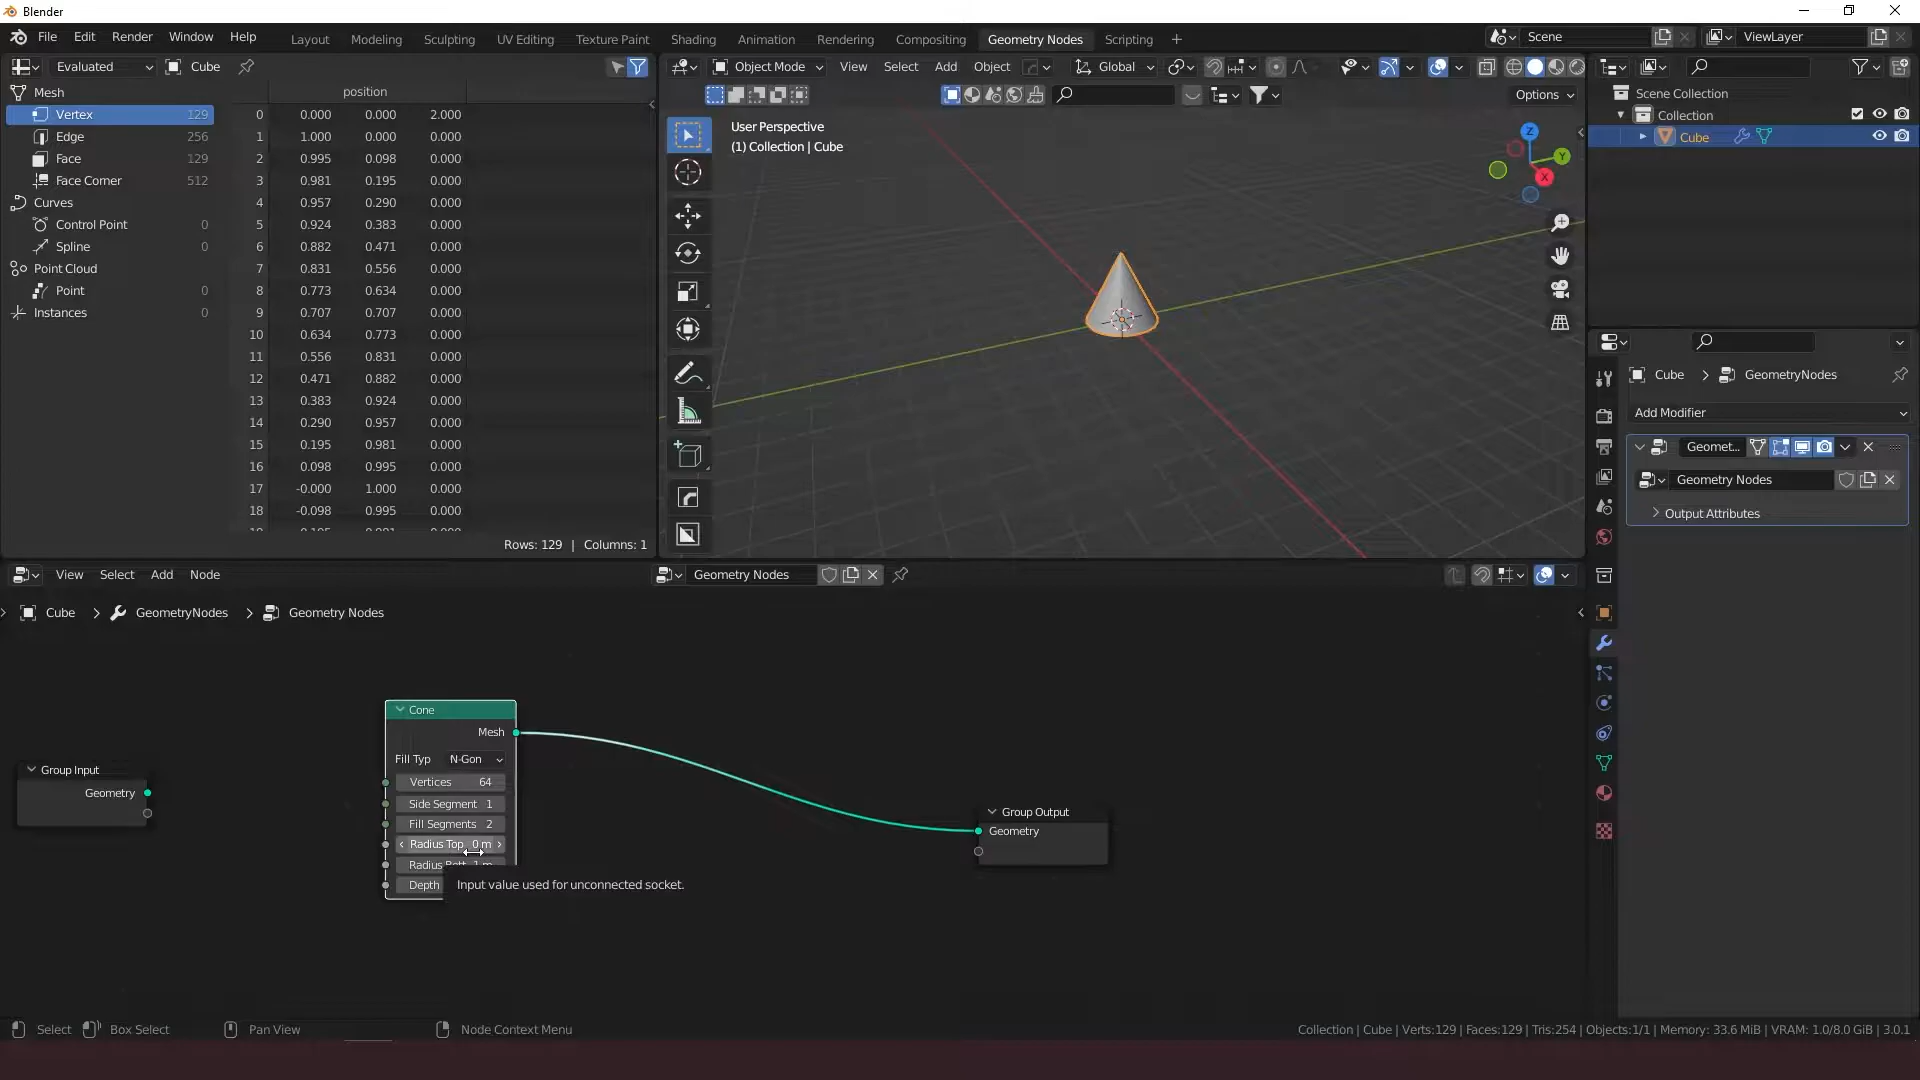 Blender
File Edit Render Window Help
Layout Modeling Sculpting UV Editing Texture Paint Shading Animation Rendering Compositing Geometry Nodes Scripting +
Scene
ViewLayer
Evaluated
Cube
Object Mode
View Select Add Object
Global
Options
position
Mesh
Vertex 129
Edge 256
Face 129
Face Corner 512
Curves
Control Point 0
Spline 0
Point Cloud
Point 0
Instances 0
0 0.000 0.000 2.000
1 1.000 0.000 0.000
2 0.995 0.098 0.000
3 0.981 0.195 0.000
4 0.957 0.290 0.000
5 0.924 0.383 0.000
6 0.882 0.471 0.000
7 0.831 0.556 0.000
8 0.773 0.634 0.000
9 0.707 0.707 0.000
10 0.634 0.773 0.000
11 0.556 0.831 0.000
12 0.471 0.882 0.000
13 0.383 0.924 0.000
14 0.290 0.957 0.000
15 0.195 0.981 0.000
16 0.098 0.995 0.000
17 -0.000 1.000 0.000
18 -0.098 0.995 0.000
Rows: 129 | Columns: 1
User Perspective
(1) Collection | Cube
Z
Y
X
Scene Collection
Collection
Cube
Cube > GeometryNodes
Add Modifier
Geomet...
Geometry Nodes
Output Attributes
View Select Add Node
Geometry Nodes
Cube > GeometryNodes > Geometry Nodes
Group Input
Geometry
Cone
Mesh
Fill Typ N-Gon
Vertices 64
Side Segment 1
Fill Segments 2
Radius Top 0 m
Radius Bott 1 m
Depth
Input value used for unconnected socket.
Group Output
Geometry
Select Box Select Pan View Node Context Menu
Collection | Cube | Verts:129 | Faces:129 | Tris:254 | Objects:1/1 | Memory: 33.6 MiB | VRAM: 1.0/8.0 GiB | 3.0.1